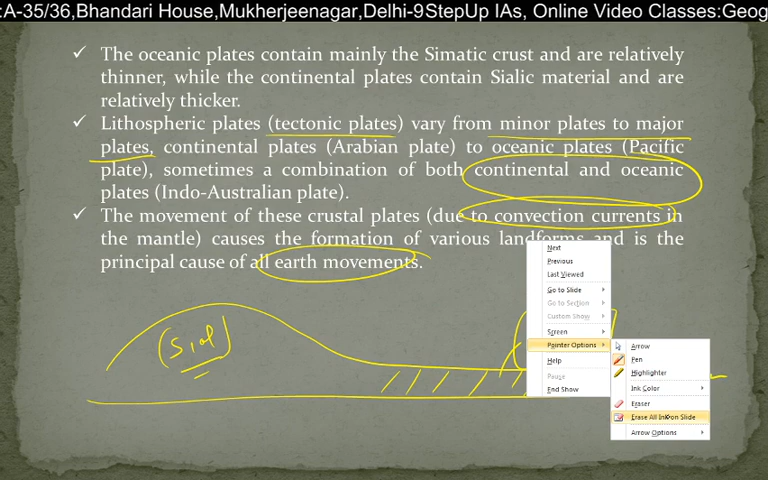 :A-35/36,Bhandari House,Mukherjeenagar,Delhi-9StepUp IAs, Online Video Classes:Geog
✓ The oceanic plates contain mainly the Simatic crust and are relatively
thinner, while the continental plates contain Sialic material and are
relatively thicker.
✓ Lithospheric plates (tectonic plates) vary from minor plates to major
plates, continental plates (Arabian plate) to oceanic plates (Pacific
plate), sometimes a combination of both continental and oceanic
plates (Indo-Australian plate).
✓ The movement of these crustal plates (due to convection currents in
the mantle) causes the formation of various landforms and is the
principal cause of all earth movements.
(Sial)
Next
Previous
Last Viewed
Go to Slide
Go to Section
Custom Show
Screen
Pointer Options
Help
Pause
End Show
Arrow
Pen
Highlighter
Ink Color
Eraser
Erase All Ink on Slide
Arrow Options